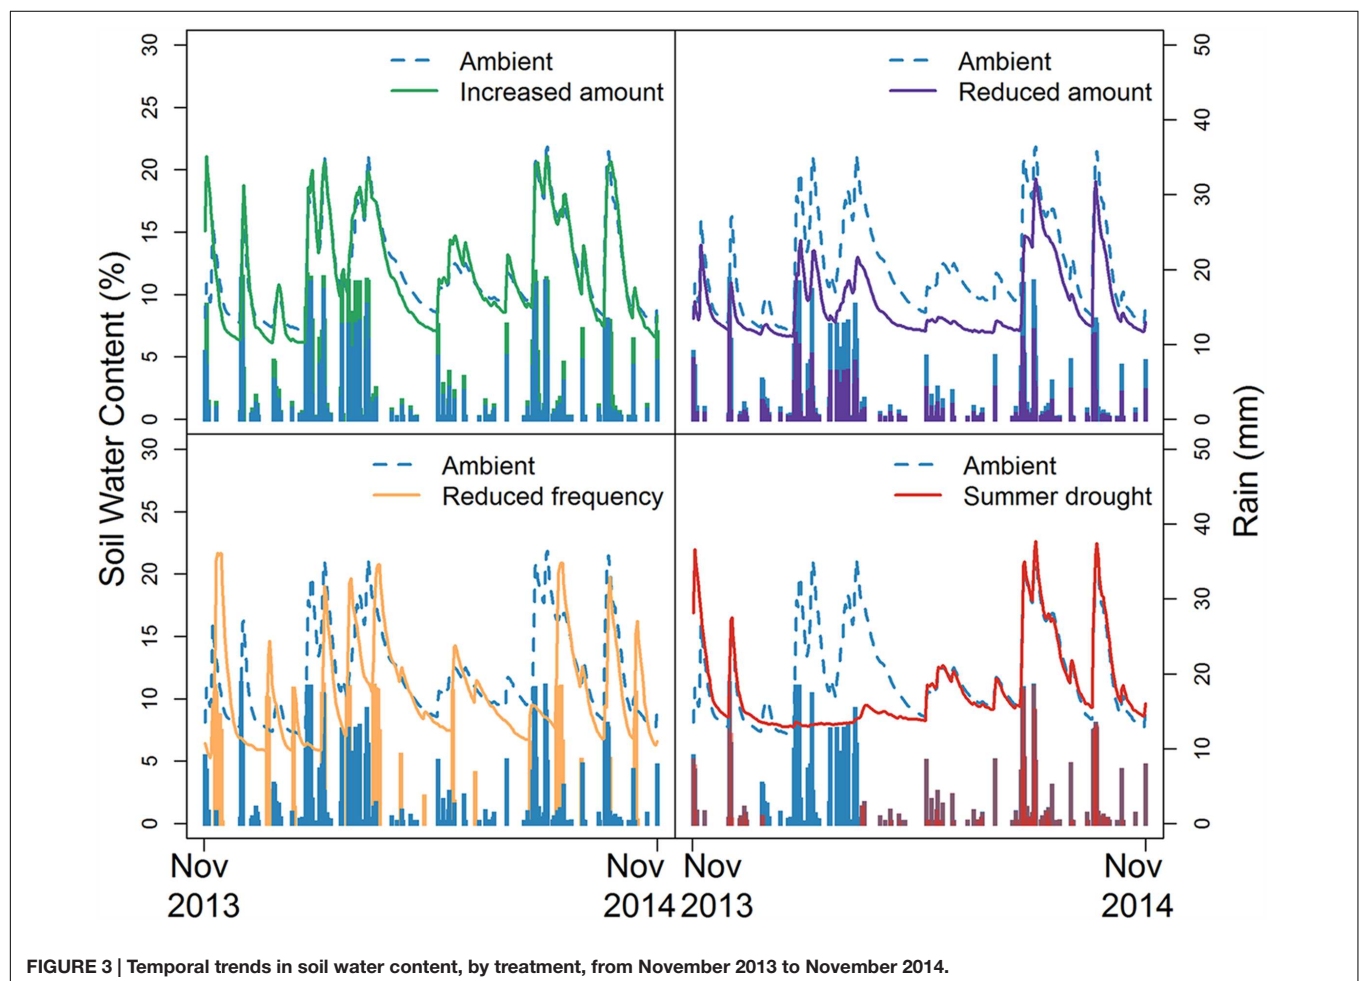 Ambient
Increased amount
Ambient
Reduced amount
30
25
20
15
10
5
0
50
40
30
20
10
0
Soil Water Content (%)
Rain (mm)
Ambient
Reduced frequency
Ambient
Summer drought
30
25
20
15
10
5
0
50
40
30
20
10
0
Nov
2013
Nov
2014
Nov
2013
Nov
2014
FIGURE 3 | Temporal trends in soil water content, by treatment, from November 2013 to November 2014.